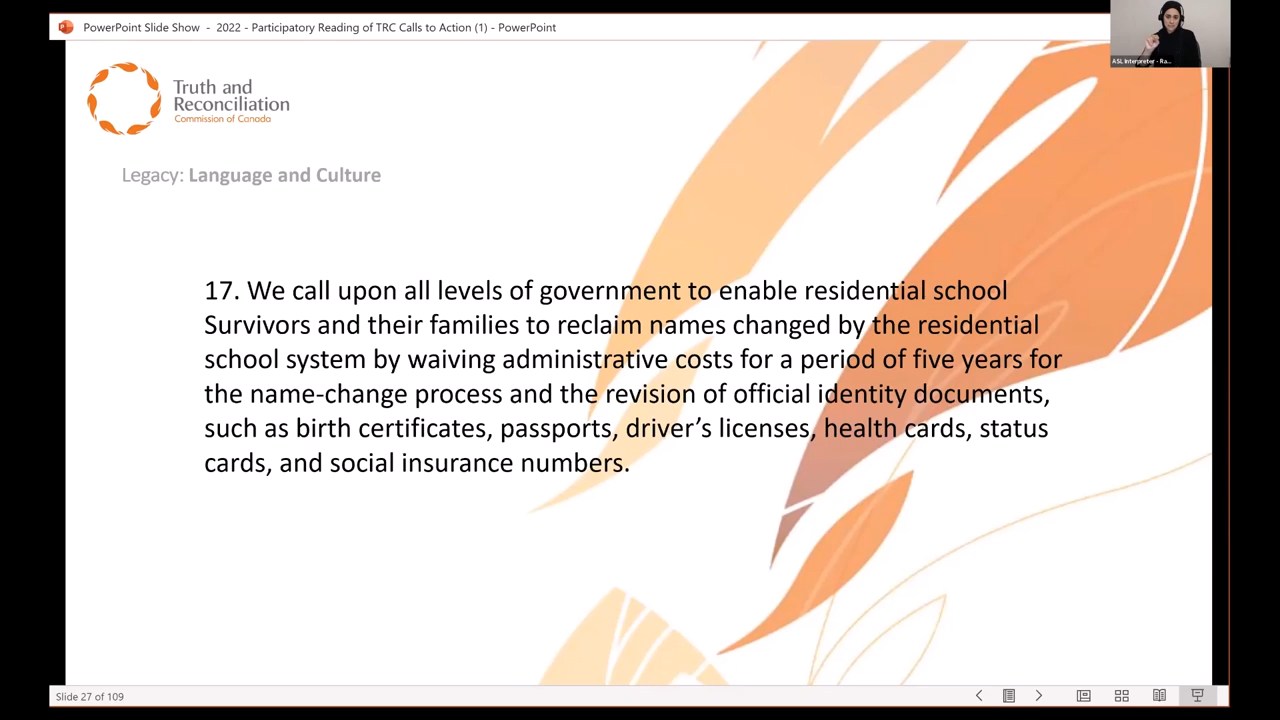 PowerPoint Slide Show - 2022 - Participatory Reading of TRC Calls to Action (1) - PowerPoint
ASL Interpreter - Ra...
Truth and
Reconciliation
Commission of Canada
Legacy: Language and Culture
17. We call upon all levels of government to enable residential school
Survivors and their families to reclaim names changed by the residential
school system by waiving administrative costs for a period of five years for
the name-change process and the revision of official identity documents,
such as birth certificates, passports, driver’s licenses, health cards, status
cards, and social insurance numbers.
Slide 27 of 109